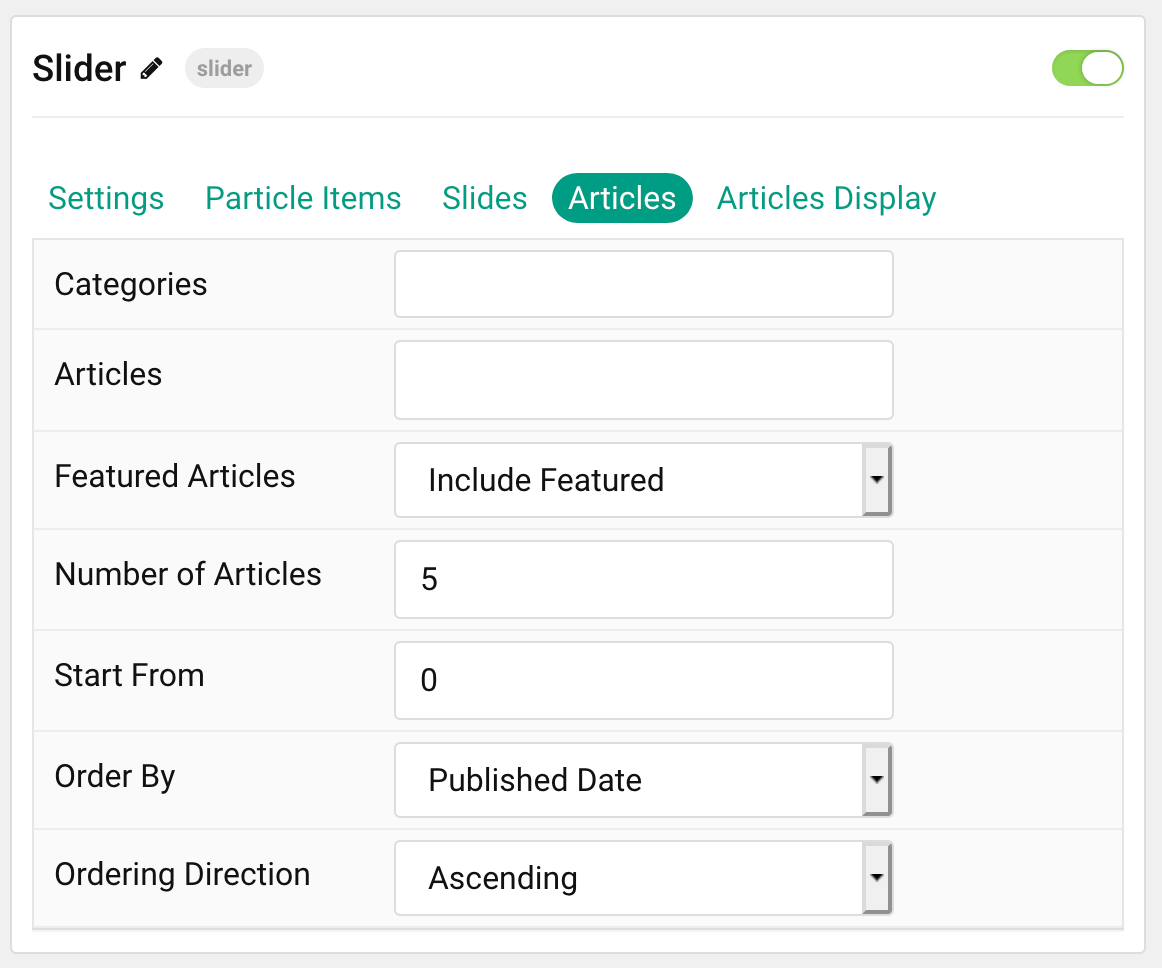 Slider slider
Settings Particle Items Slides Articles Articles Display
Categories
Articles
Featured Articles Include Featured
Number of Articles 5
Start From 0
Order By Published Date
Ordering Direction Ascending